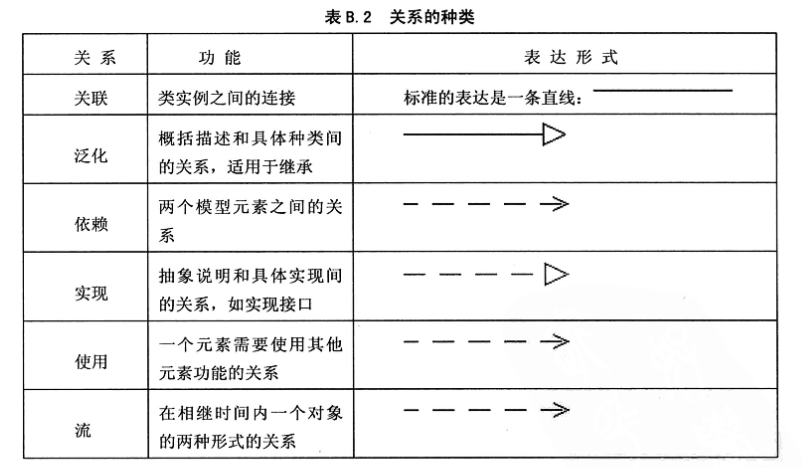 表 B.2 关系的种类
关 系 功 能 表 达 形 式
关联 类实例之间的连接 标准的表达是一条直线：
泛化 概括描述和具体种类间
的关系，适用于继承
依赖 两个模型元素之间的关
系
实现 抽象说明和具体实现间
的关系，如实现接口
使用 一个元素需要使用其他
元素功能的关系
流 在相继时间内一个对象
的两种形式的关系